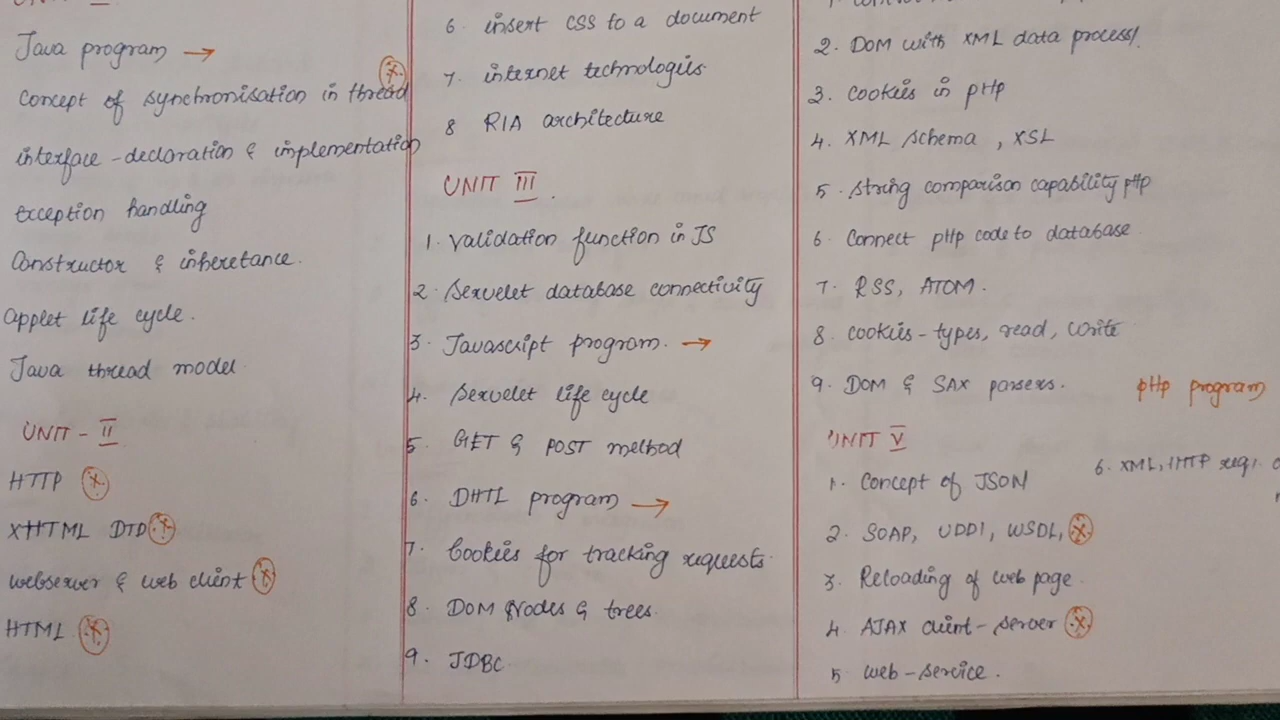 Java program →
Concept of synchronisation in thread
interface - declaration & implementation
exception handling
Constructor & inheretance.
Applet life cycle.
Java thread model
UNIT - II
HTTP
XHTML DTD
webserver & web client
HTML
6. insert CSS to a document
7. internet technologies
8 RIA architecture
UNIT III.
1. Validation function in JS
2. Servelet database connectivity
3. Javascript program. →
4. Servelet life cycle
5 GET & POST method
6. DHTL program →
7. Cookies for tracking requests
8. DOM Nodes & trees
9. JDBC
2. DOM with XML data process
3. Cookies in pHp
4. XML schema, XSL
5. String comparison capability pHp
6 Connect pHp code to database
7. RSS, ATOM.
8. Cookies - types, read, write
9. DOM & SAX parsers. pHp program
UNIT V
1. Concept of JSON
6. XML, HTTP req.
2. SOAP, UDDI, WSDL,
3. Reloading of web page
4. AJAX client - server
5 web - service.